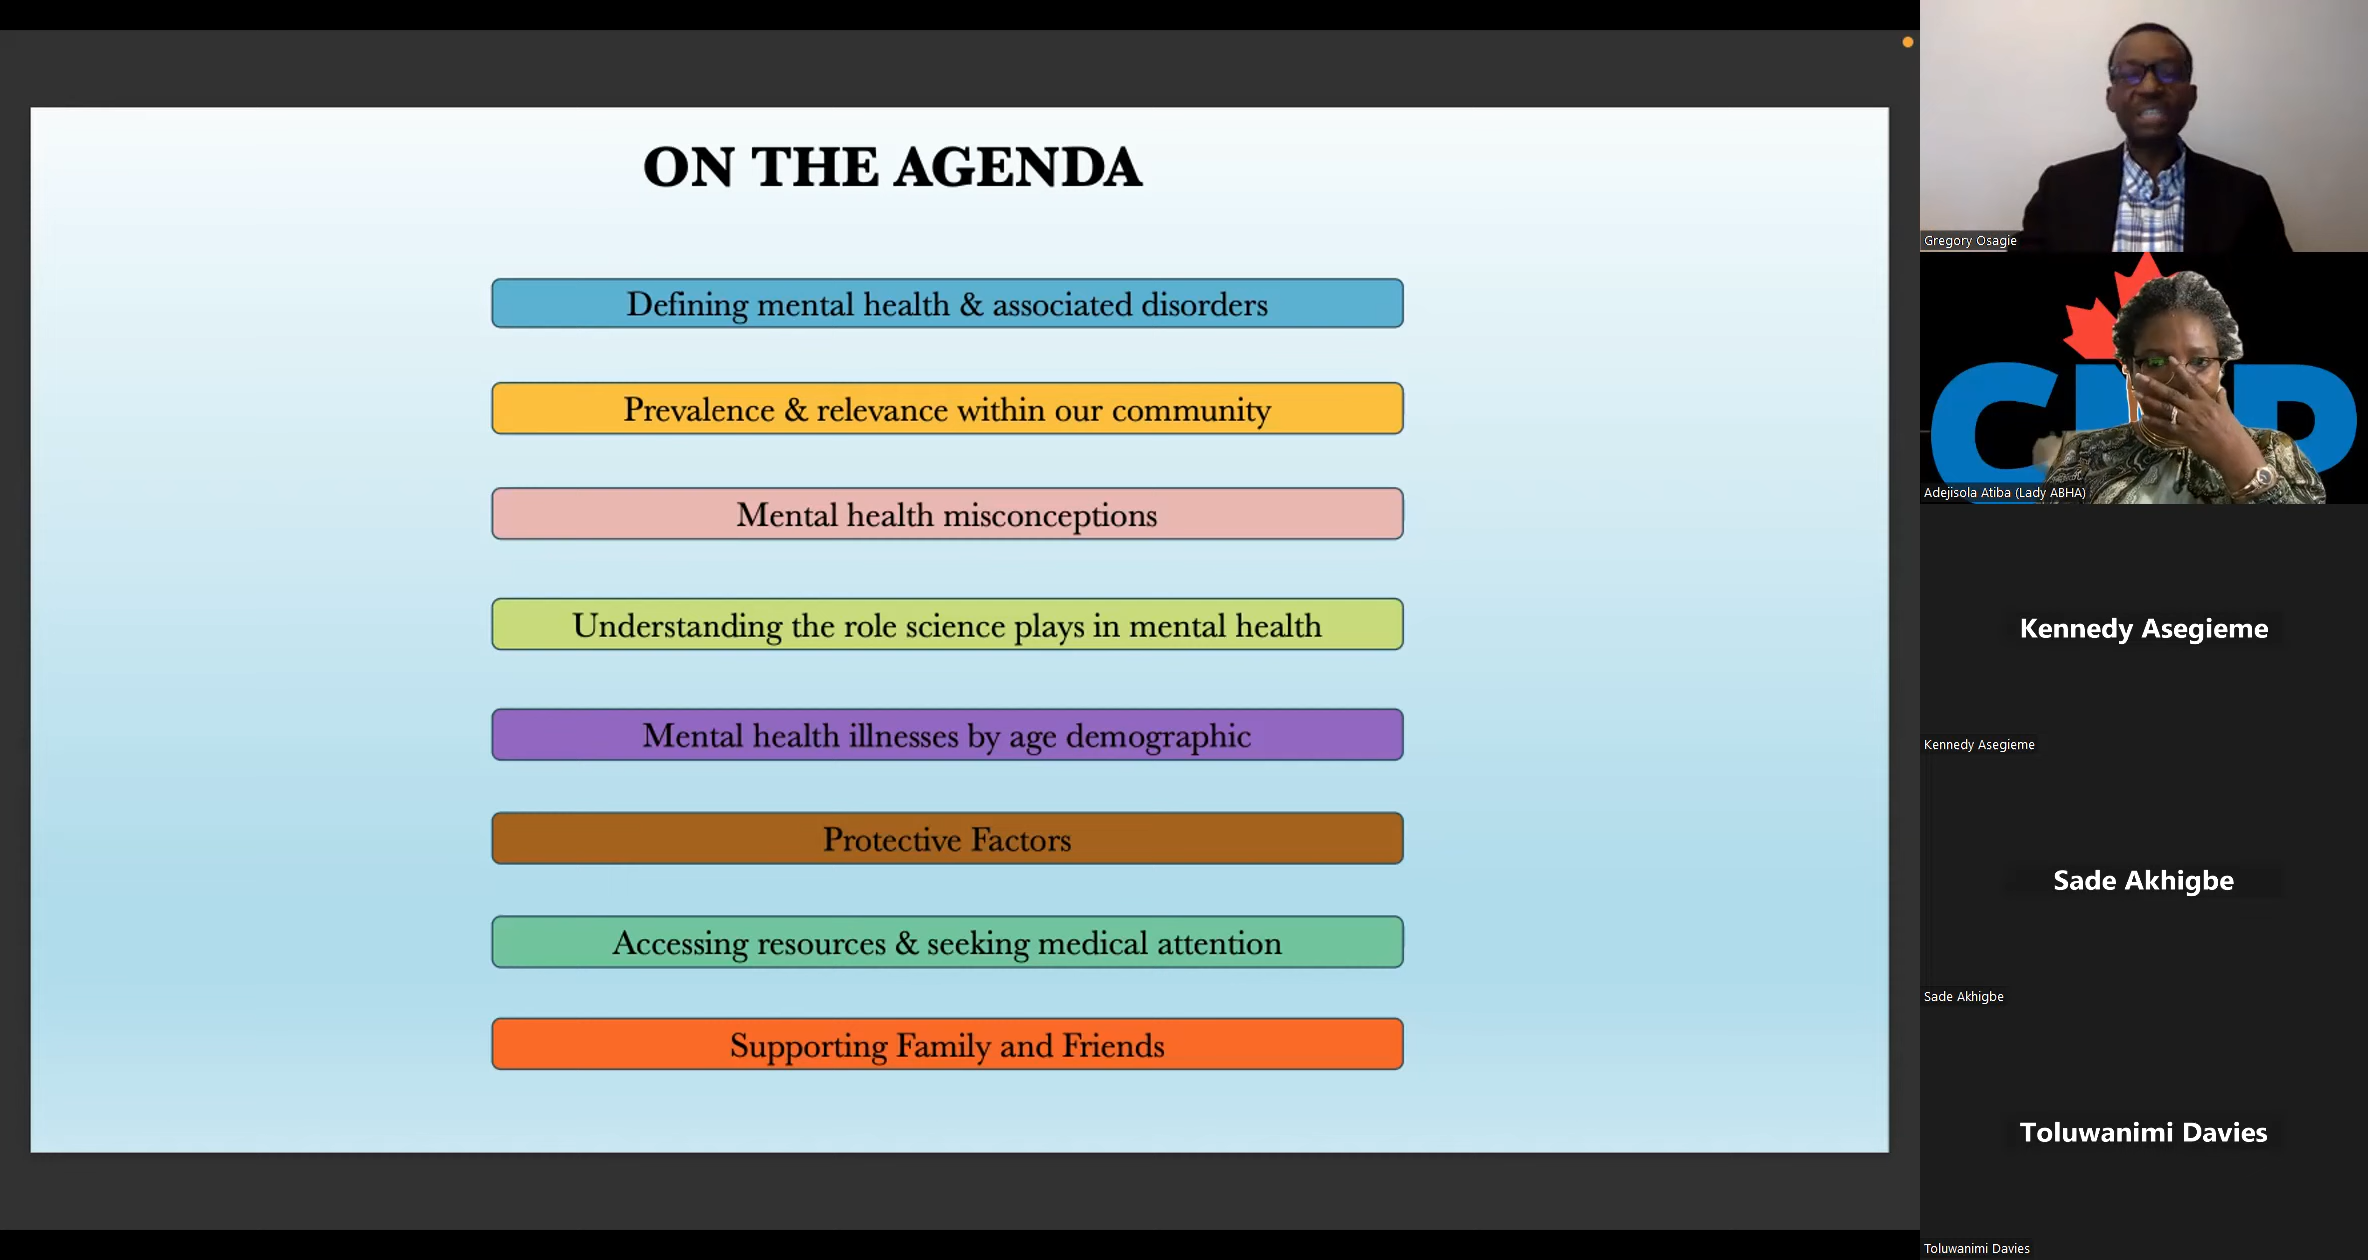 ON THE AGENDA
Defining mental health & associated disorders
Prevalence & relevance within our community
Mental health misconceptions
Understanding the role science plays in mental health
Mental health illnesses by age demographic
Protective Factors
Accessing resources & seeking medical attention
Supporting Family and Friends
Gregory Osagie
Adejisola Atiba (Lady ABHA)
Kennedy Asegieme
Kennedy Asegieme
Sade Akhigbe
Sade Akhigbe
Toluwanimi Davies
Toluwanimi Davies